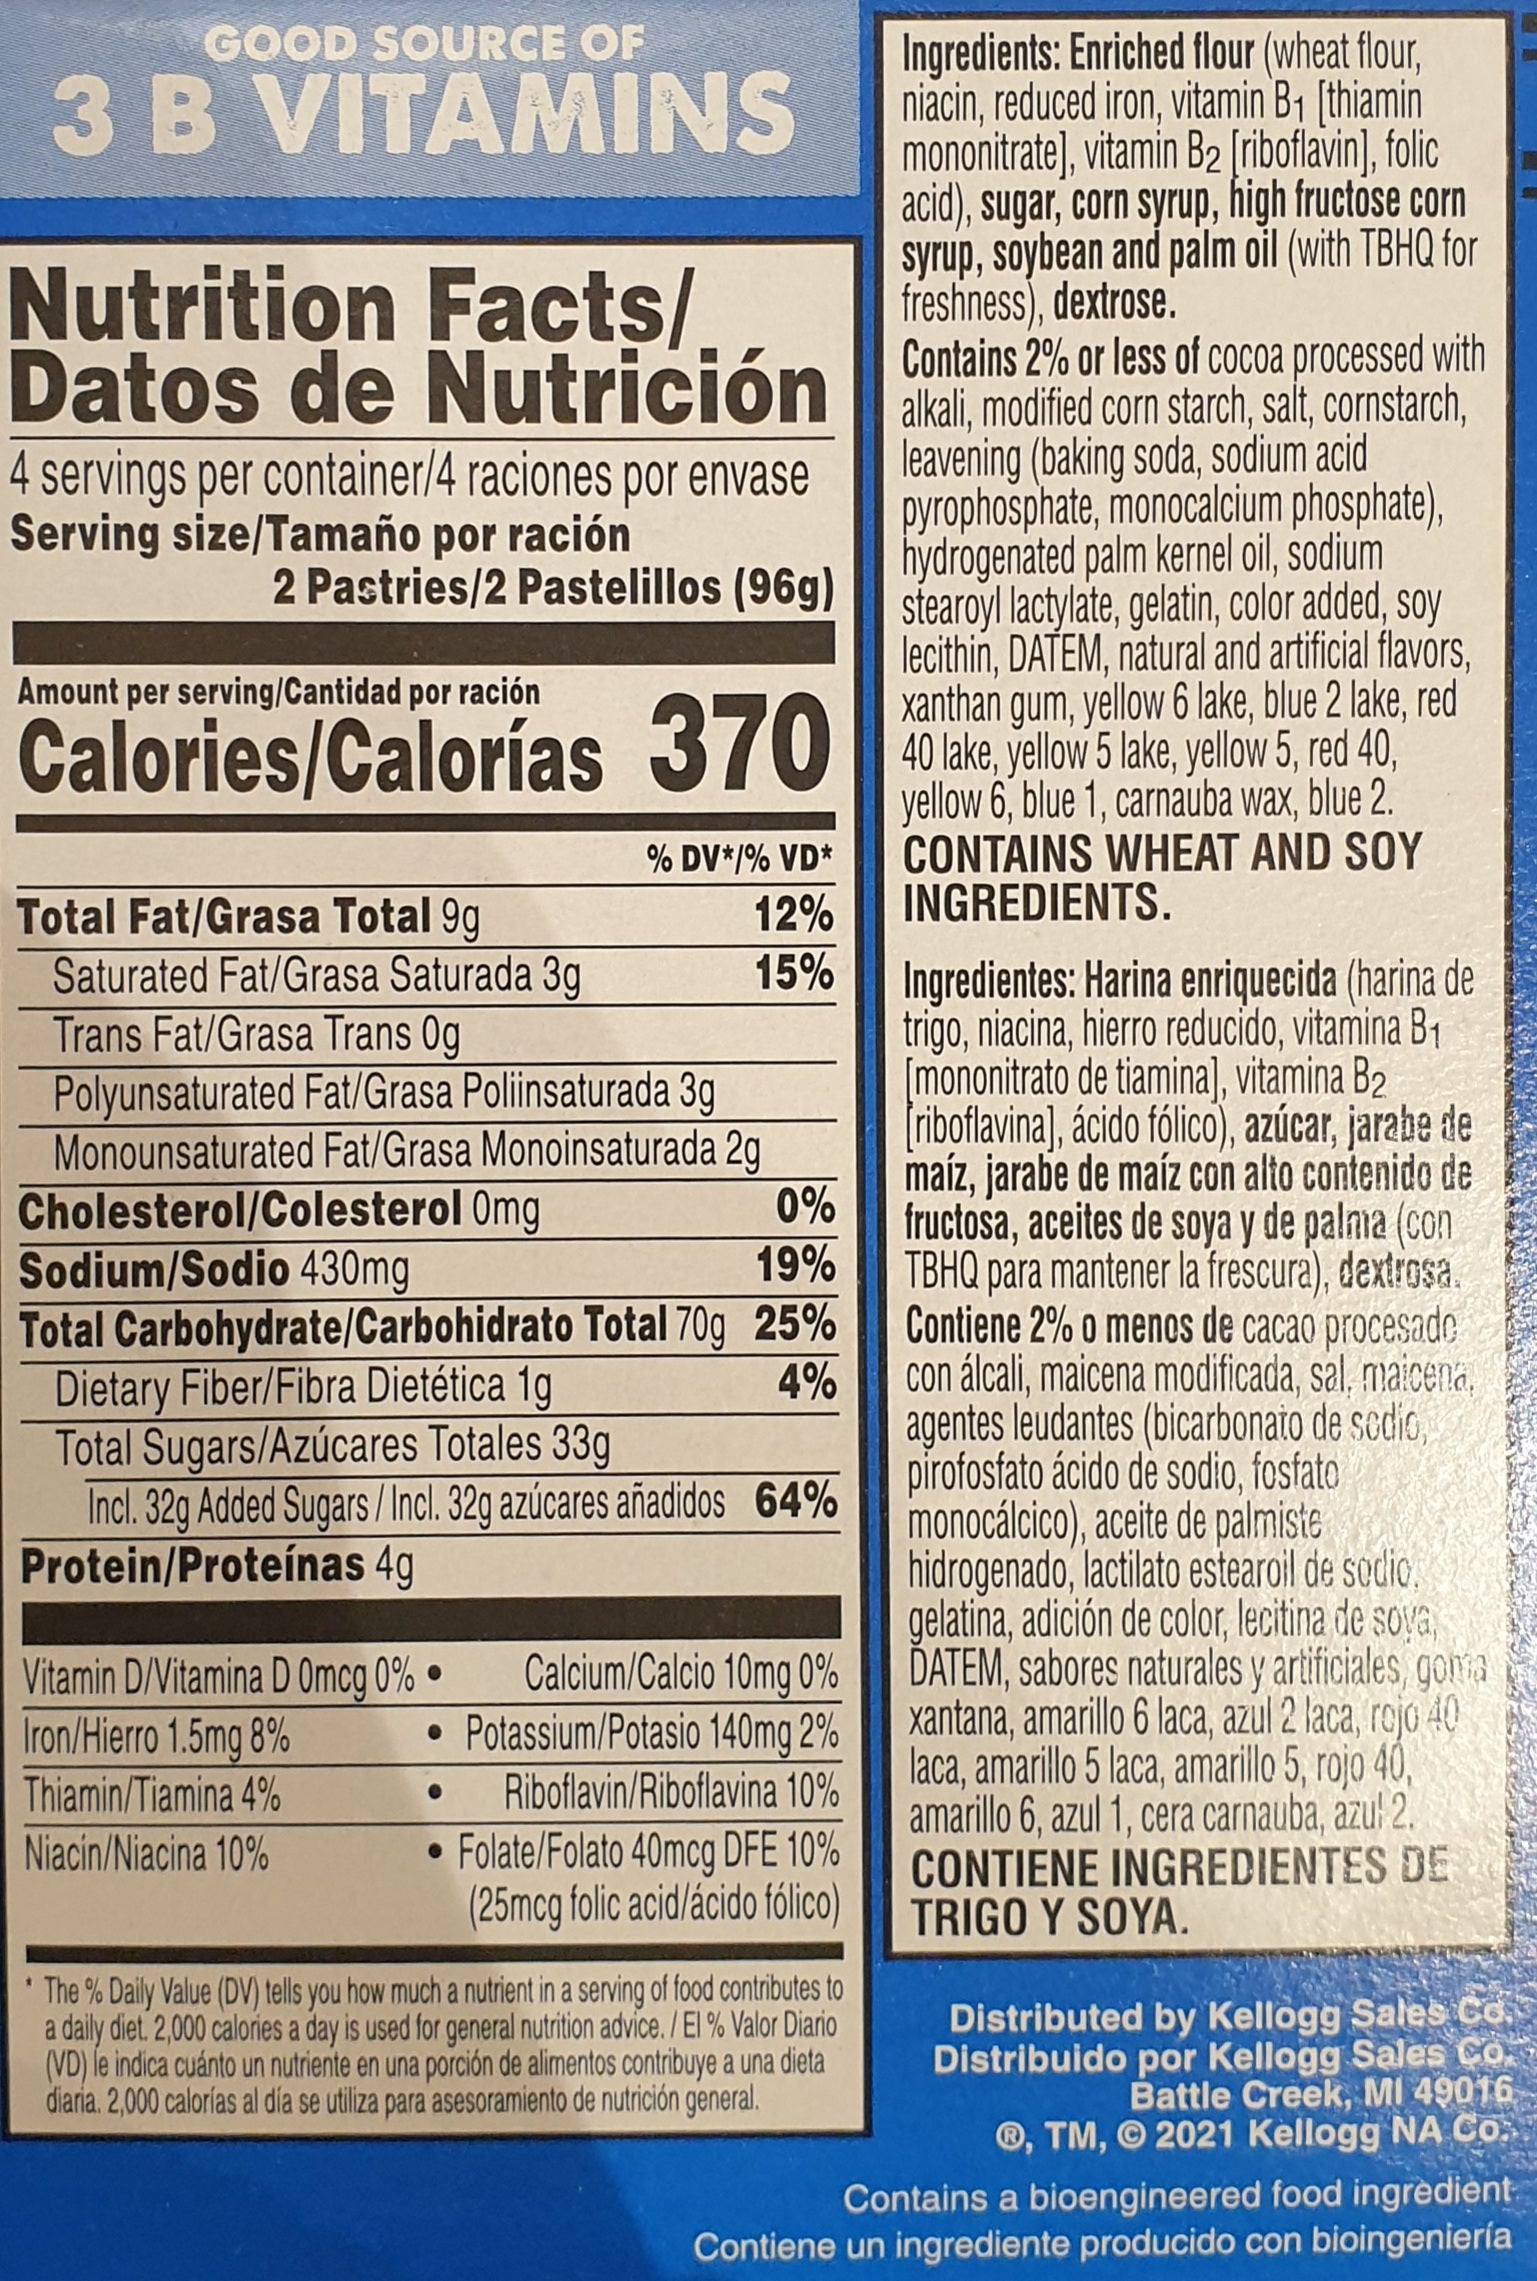 GOOD SOURCE OF
3 B VITAMINS
Nutrition Facts/
Datos de Nutrición
4 servings per container/4 raciones por envase
Serving size/Tamaño por ración
2 Pastries/2 Pastelillos (96g)
Amount per serving/Cantidad por ración
Calories/Calorías 370
% DV*/% VD*
Total Fat/Grasa Total 9g 12%
Saturated Fat/Grasa Saturada 3g 15%
Trans Fat/Grasa Trans 0g
Polyunsaturated Fat/Grasa Poliinsaturada 3g
Monounsaturated Fat/Grasa Monoinsaturada 2g
Cholesterol/Colesterol 0mg 0%
Sodium/Sodio 430mg 19%
Total Carbohydrate/Carbohidrato Total 70g 25%
Dietary Fiber/Fibra Dietética 1g 4%
Total Sugars/Azúcares Totales 33g
Incl. 32g Added Sugars / Incl. 32g azúcares añadidos 64%
Protein/Proteínas 4g
Vitamin D/Vitamina D 0mcg 0% • Calcium/Calcio 10mg 0%
Iron/Hierro 1.5mg 8% • Potassium/Potasio 140mg 2%
Thiamin/Tiamina 4% • Riboflavin/Riboflavina 10%
Niacin/Niacina 10% • Folate/Folato 40mcg DFE 10%
(25mcg folic acid/ácido fólico)
* The % Daily Value (DV) tells you how much a nutrient in a serving of food contributes to
a daily diet. 2,000 calories a day is used for general nutrition advice. / El % Valor Diario
(VD) le indica cuánto un nutriente en una porción de alimentos contribuye a una dieta
diaria. 2,000 calorías al día se utiliza para asesoramiento de nutrición general.
Ingredients: Enriched flour (wheat flour,
niacin, reduced iron, vitamin B1 [thiamin
mononitrate], vitamin B2 [riboflavin], folic
acid), sugar, corn syrup, high fructose corn
syrup, soybean and palm oil (with TBHQ for
freshness), dextrose.
Contains 2% or less of cocoa processed with
alkali, modified corn starch, salt, cornstarch,
leavening (baking soda, sodium acid
pyrophosphate, monocalcium phosphate),
hydrogenated palm kernel oil, sodium
stearoyl lactylate, gelatin, color added, soy
lecithin, DATEM, natural and artificial flavors,
xanthan gum, yellow 6 lake, blue 2 lake, red
40 lake, yellow 5 lake, yellow 5, red 40,
yellow 6, blue 1, carnauba wax, blue 2.
CONTAINS WHEAT AND SOY
INGREDIENTS.
Ingredientes: Harina enriquecida (harina de
trigo, niacina, hierro reducido, vitamina B1
[mononitrato de tiamina], vitamina B2
[riboflavina], ácido fólico), azúcar, jarabe de
maíz, jarabe de maíz con alto contenido de
fructosa, aceites de soya y de palma (con
TBHQ para mantener la frescura), dextrosa.
Contiene 2% o menos de cacao procesado
con álcali, maicena modificada, sal, maicena,
agentes leudantes (bicarbonato de sodio,
pirofosfato ácido de sodio, fosfato
monocálcico), aceite de palmiste
hidrogenado, lactilato estearoil de sodio,
gelatina, adición de color, lecitina de soya,
DATEM, sabores naturales y artificiales, goma
xantana, amarillo 6 laca, azul 2 laca, rojo 40
laca, amarillo 5 laca, amarillo 5, rojo 40,
amarillo 6, azul 1, cera carnauba, azul 2.
CONTIENE INGREDIENTES DE
TRIGO Y SOYA.
Distributed by Kellogg Sales Co.
Distribuido por Kellogg Sales Co.
Battle Creek, MI 49016
®, TM, © 2021 Kellogg NA Co.
Contains a bioengineered food ingredient
Contiene un ingrediente producido con bioingeniería